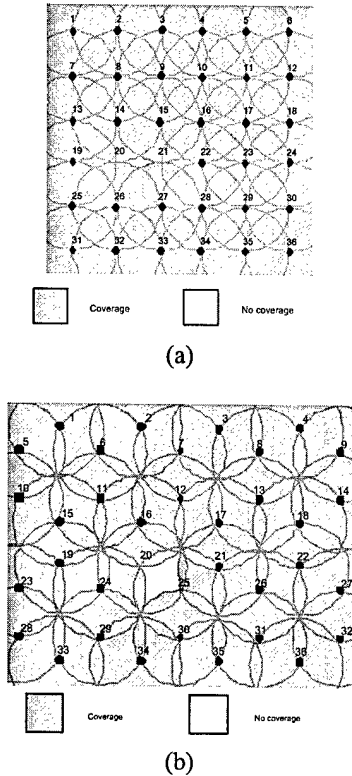 1 2 3 4 5 6
7 8 9 10 11 12
13 14 15 16 17 18
19 20 21 22 23 24
25 26 27 28 29 30
31 32 33 34 35 36
Coverage No coverage
(a)
1 2 3 4
5 6 7 8 9
10 11 12 13 14
15 16 17 18
19 20 21 22
23 24 25 26 27
28 29 30 31 32
33 34 35 36
Coverage No coverage
(b)